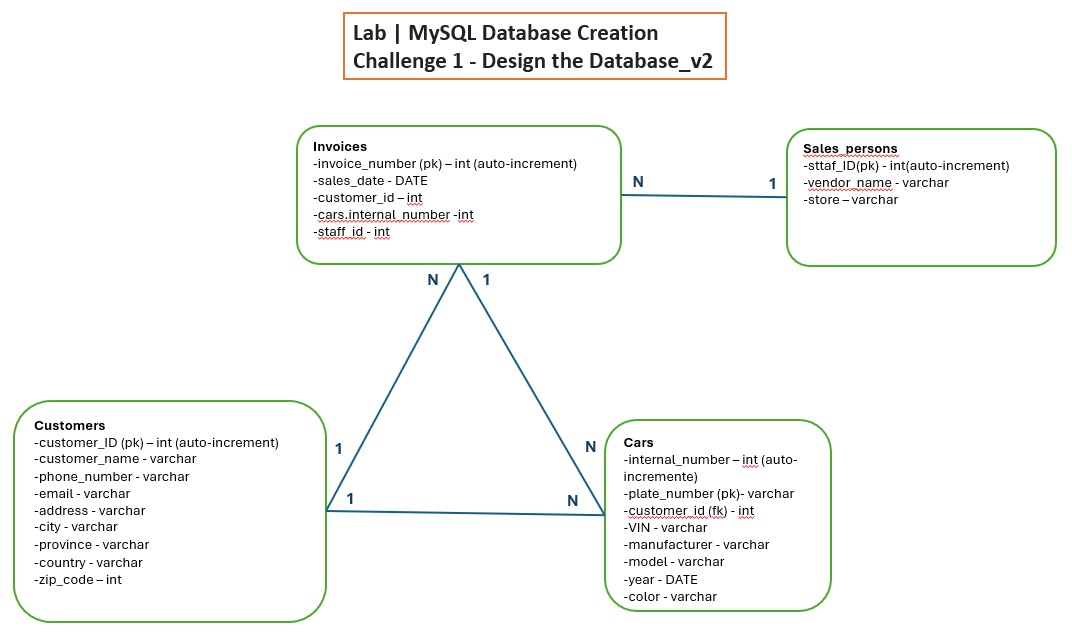 Lab | MySQL Database Creation
Challenge 1 - Design the Database_v2
Invoices
-invoice_number (pk) – int (auto-increment)
-sales_date - DATE
-customer_id – int
-cars.internal_number -int
-staff_id - int
N
1
Sales_persons
-sttaf_ID(pk) - int(auto-increment)
-vendor_name - varchar
-store – varchar
N
1
Customers
-customer_ID (pk) – int (auto-increment)
-customer_name - varchar
-phone_number - varchar
-email - varchar
-address - varchar
-city - varchar
-province - varchar
-country - varchar
-zip_code – int
1
N
1
N
Cars
-internal_number – int (auto-
incremente)
-plate_number (pk)- varchar
-customer_id (fk) - int
-VIN - varchar
-manufacturer - varchar
-model - varchar
-year - DATE
-color - varchar